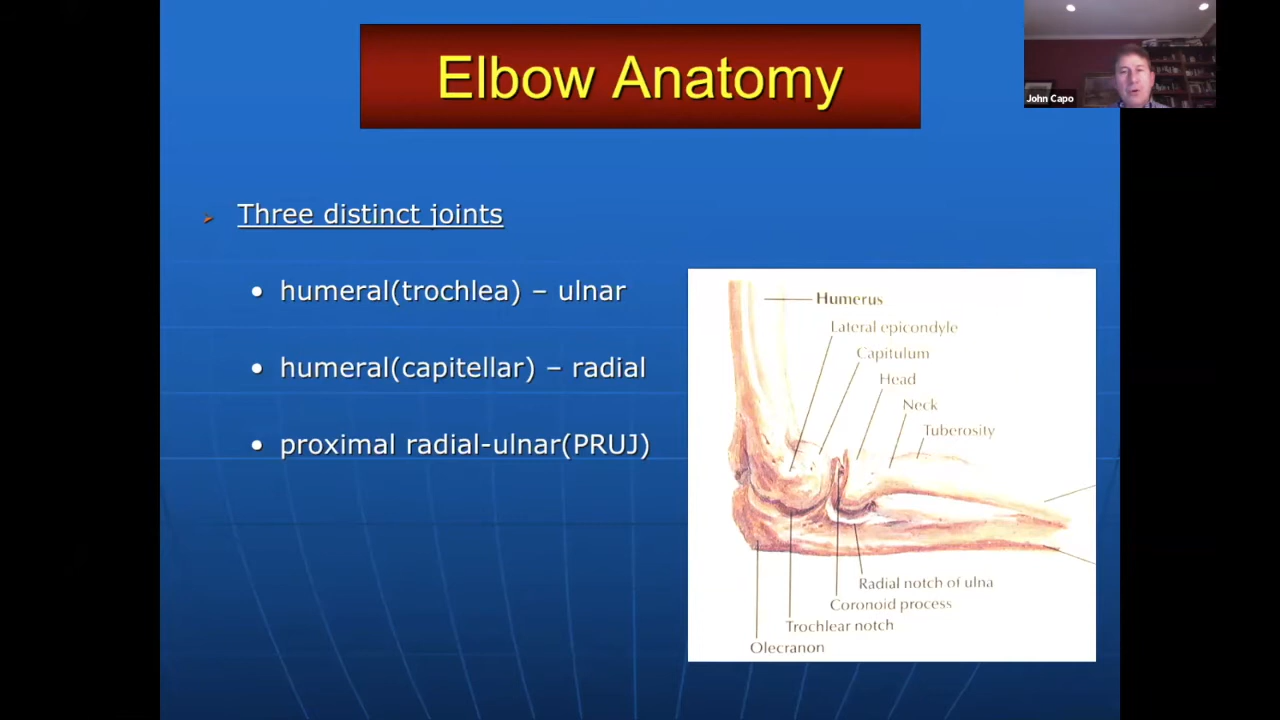 Elbow Anatomy
John Capo
Three distinct joints
humeral(trochlea) – ulnar
humeral(capitellar) – radial
proximal radial-ulnar(PRUJ)
Humerus
Lateral epicondyle
Capitulum
Head
Neck
Tuberosity
Radial notch of ulna
Coronoid process
Trochlear notch
Olecranon